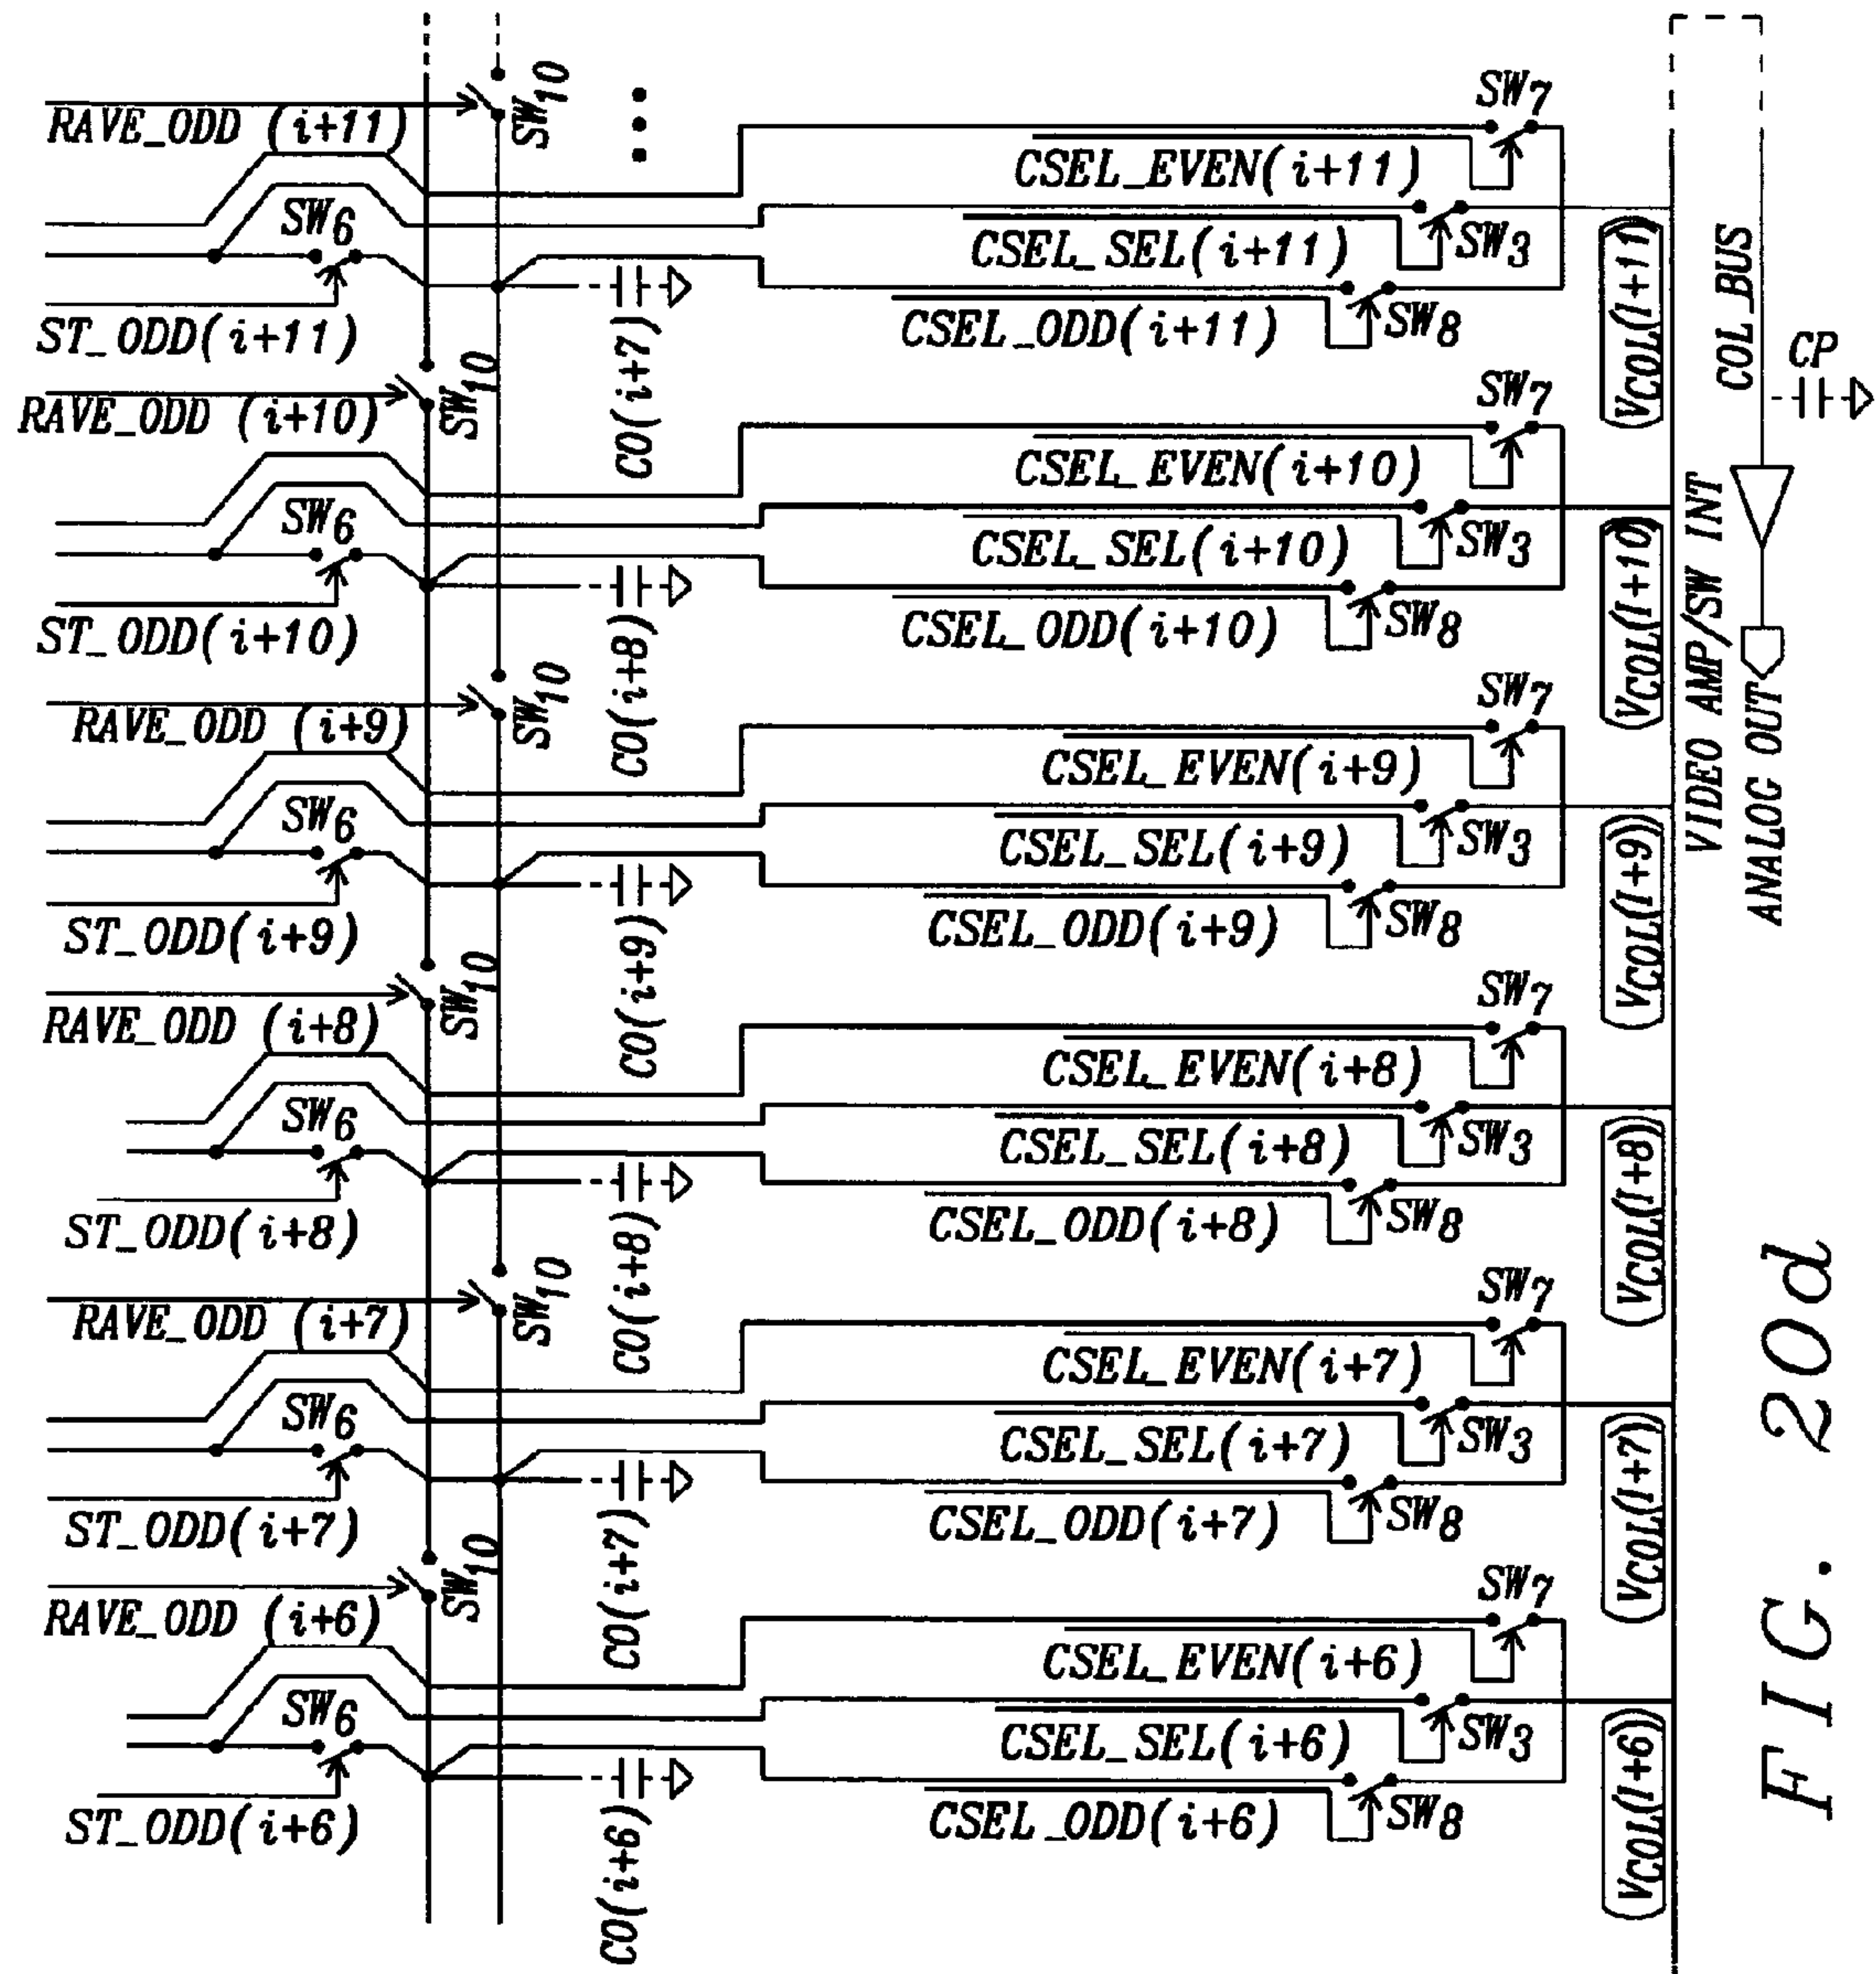 RAVE_ODD (i+11)
SW10
SW7
CSEL_EVEN(i+11)
SW6
CSEL_SEL(i+11)
SW3
ST_ODD(i+11)
CO(i+7)
CSEL_ODD(i+11)
SW8
VCOL(I+11)
COL_BUS
CP
RAVE_ODD (i+10)
SW10
SW7
CSEL_EVEN(i+10)
SW6
CSEL_SEL(i+10)
SW3
ST_ODD(i+10)
CO(i+8)
CSEL_ODD(i+10)
SW8
VCOL(I+10)
VIDEO AMP/SW INT
ANALOG OUT
RAVE_ODD (i+9)
SW10
SW7
CSEL_EVEN(i+9)
SW6
CSEL_SEL(i+9)
SW3
ST_ODD(i+9)
CO(i+9)
CSEL_ODD(i+9)
SW8
VCOL(I+9)
RAVE_ODD (i+8)
SW10
SW7
CSEL_EVEN(i+8)
SW6
CSEL_SEL(i+8)
SW3
ST_ODD(i+8)
CO(i+8)
CSEL_ODD(i+8)
SW8
VCOL(I+8)
RAVE_ODD (i+7)
SW10
SW7
CSEL_EVEN(i+7)
SW6
CSEL_SEL(i+7)
SW3
ST_ODD(i+7)
CO(i+7)
CSEL_ODD(i+7)
SW8
VCOL(I+7)
RAVE_ODD (i+6)
SW10
SW7
CSEL_EVEN(i+6)
SW6
CSEL_SEL(i+6)
SW3
ST_ODD(i+6)
CO(i+6)
CSEL_ODD(i+6)
SW8
VCOL(I+6)
FIG. 20d